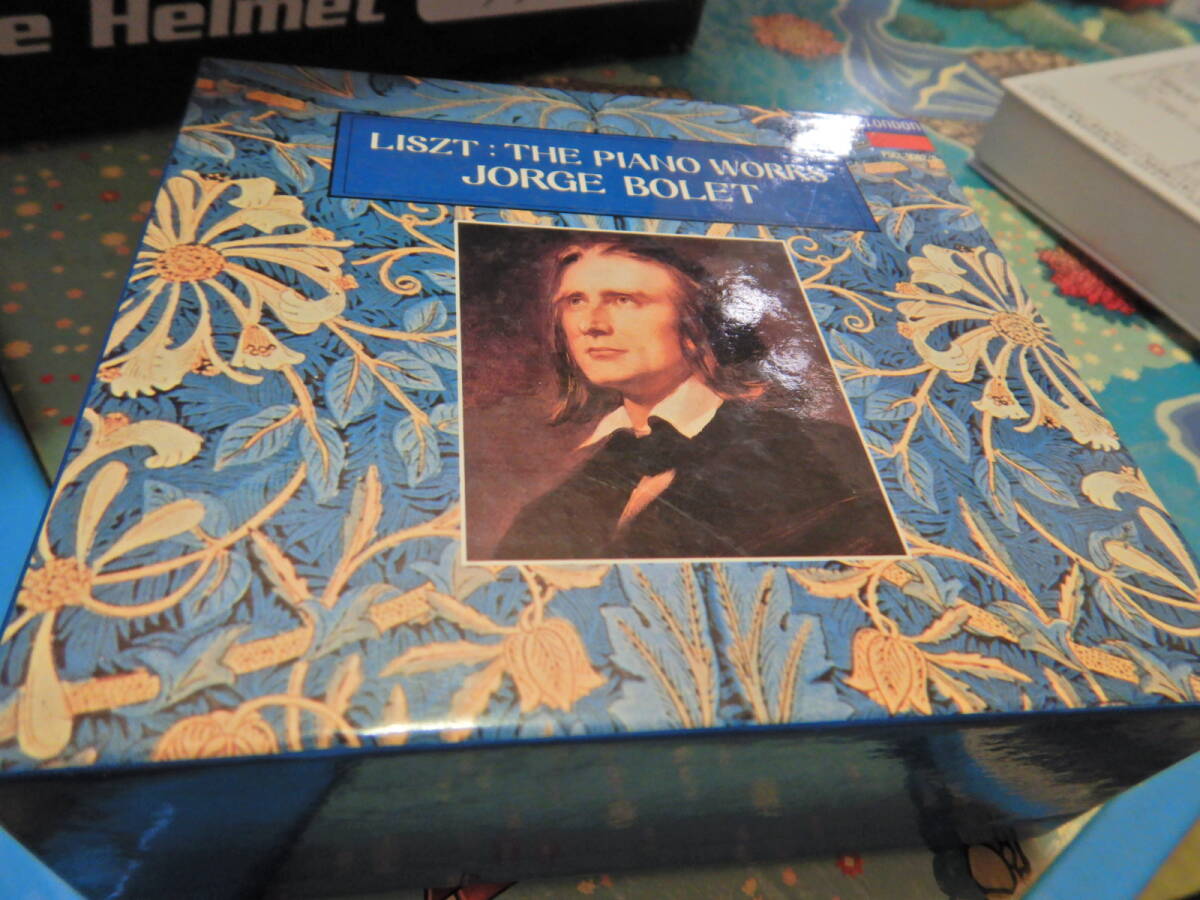 e Helmet
London
LISZT : THE PIANO WORKS
JORGE BOLET